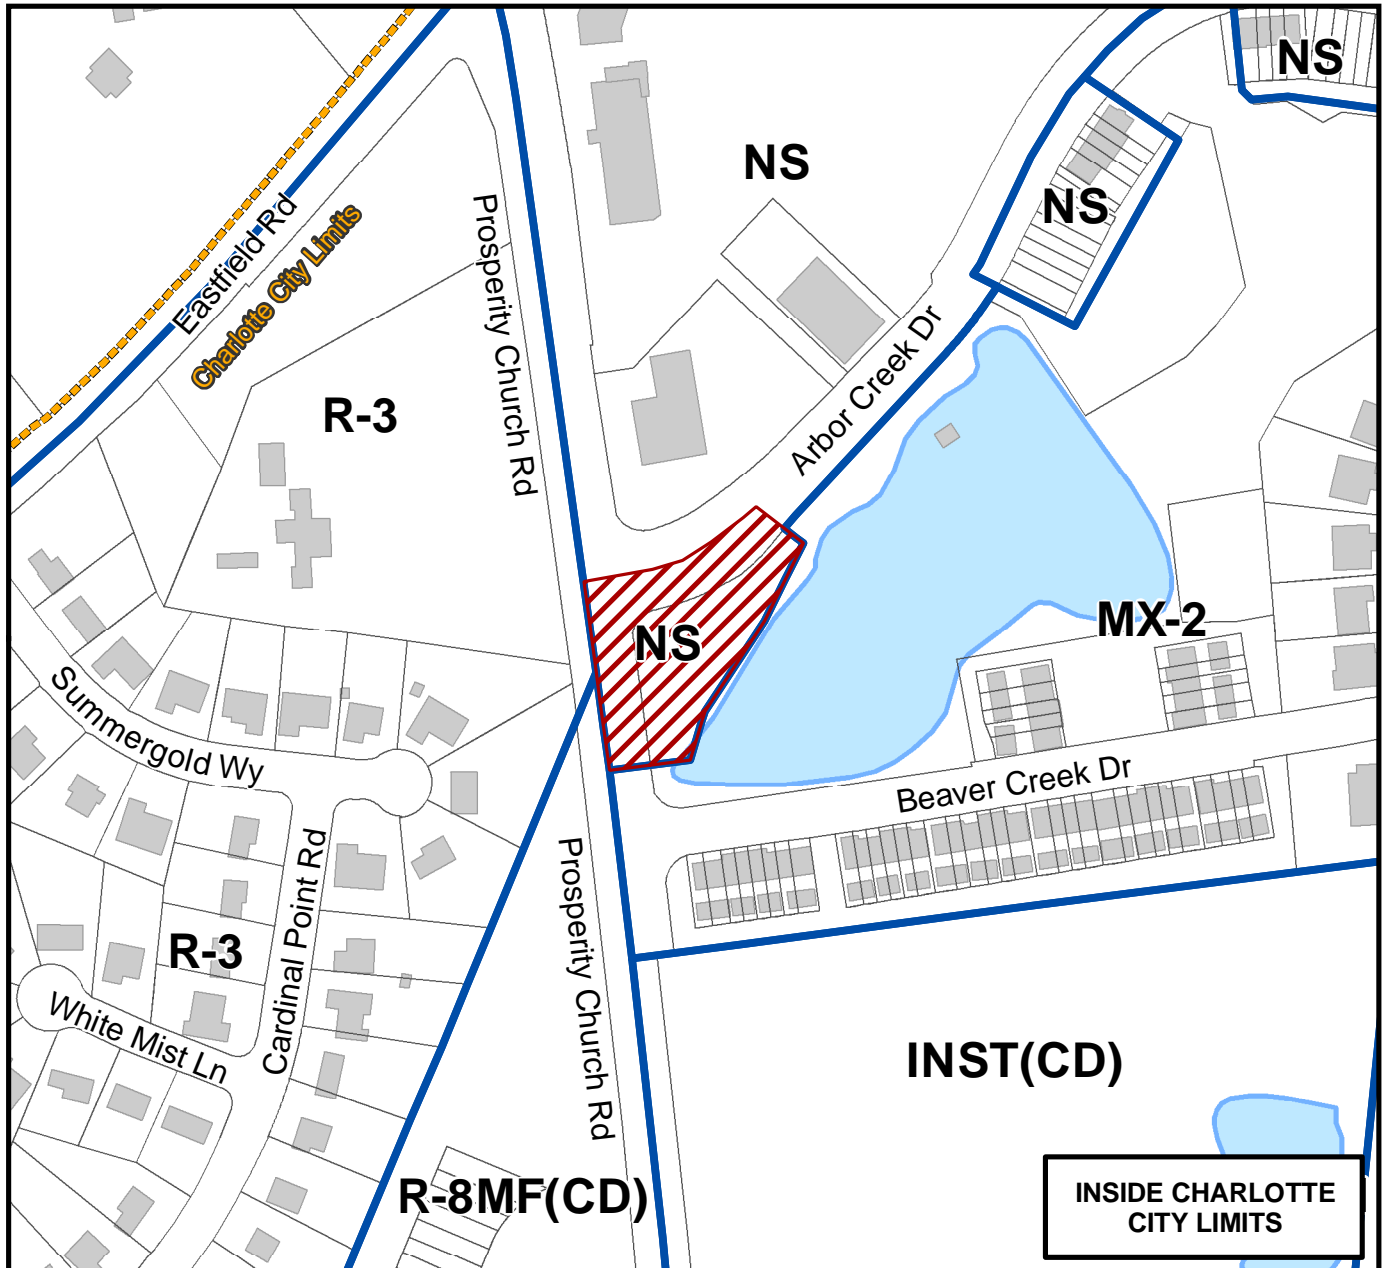 NS
NS
NS
Eastfield Rd
Charlotte City Limits
Prosperity Church Rd
Arbor Creek Dr
R-3
NS
MX-2
Summergold Wy
Beaver Creek Dr
Cardinal Point Rd
Prosperity Church Rd
R-3
White Mist Ln
INST(CD)
R-8MF(CD)
INSIDE CHARLOTTE
CITY LIMITS